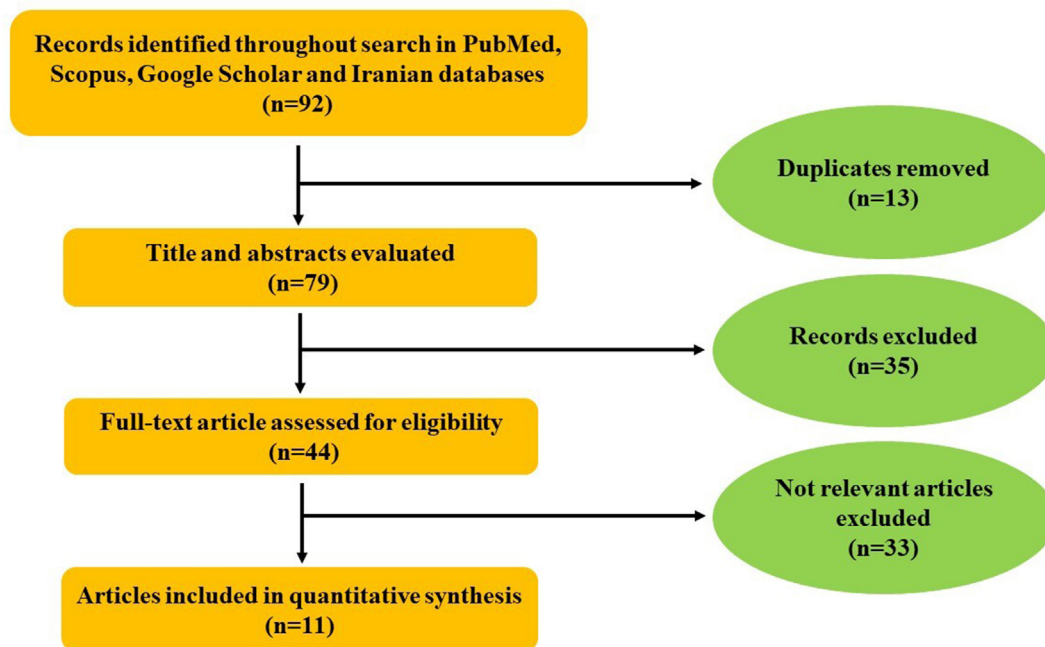 Records identified throughout search in PubMed,
Scopus, Google Scholar and Iranian databases
(n=92)
Duplicates removed
(n=13)
Title and abstracts evaluated
(n=79)
Records excluded
(n=35)
Full-text article assessed for eligibility
(n=44)
Not relevant articles
excluded
(n=33)
Articles included in quantitative synthesis
(n=11)